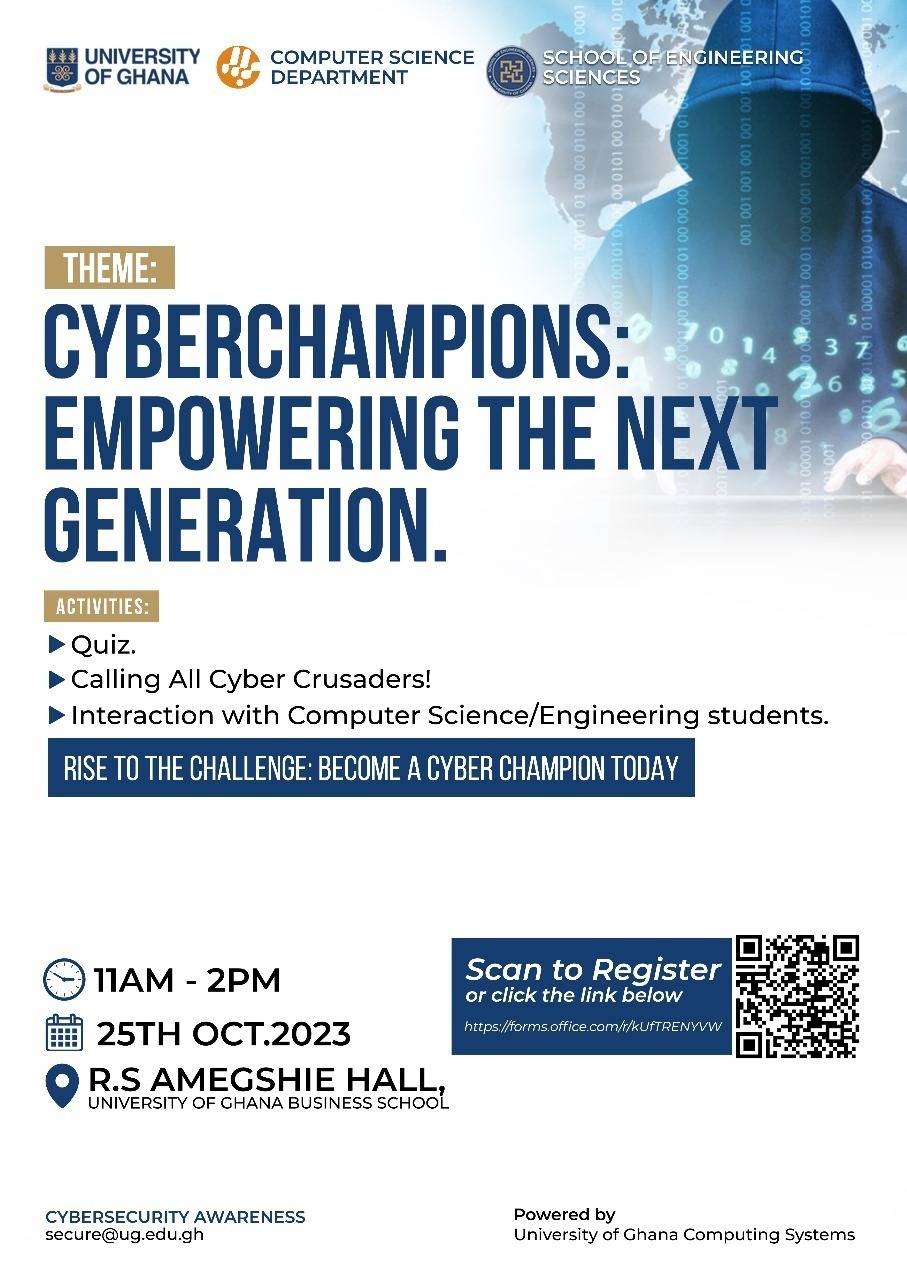 UNIVERSITY
OF GHANA
COMPUTER SCIENCE
DEPARTMENT
SCHOOL OF ENGINEERING
SCIENCES
THEME:
CYBERCHAMPIONS:
EMPOWERING THE NEXT
GENERATION.
ACTIVITIES:
Quiz.
Calling All Cyber Crusaders!
Interaction with Computer Science/Engineering students.
RISE TO THE CHALLENGE: BECOME A CYBER CHAMPION TODAY
11AM - 2PM
25TH OCT.2023
R.S AMEGSHIE HALL,
UNIVERSITY OF GHANA BUSINESS SCHOOL
Scan to Register
or click the link below
https://forms.office.com/r/kUfTRENYVW
CYBERSECURITY AWARENESS
secure@ug.edu.gh
Powered by
University of Ghana Computing Systems